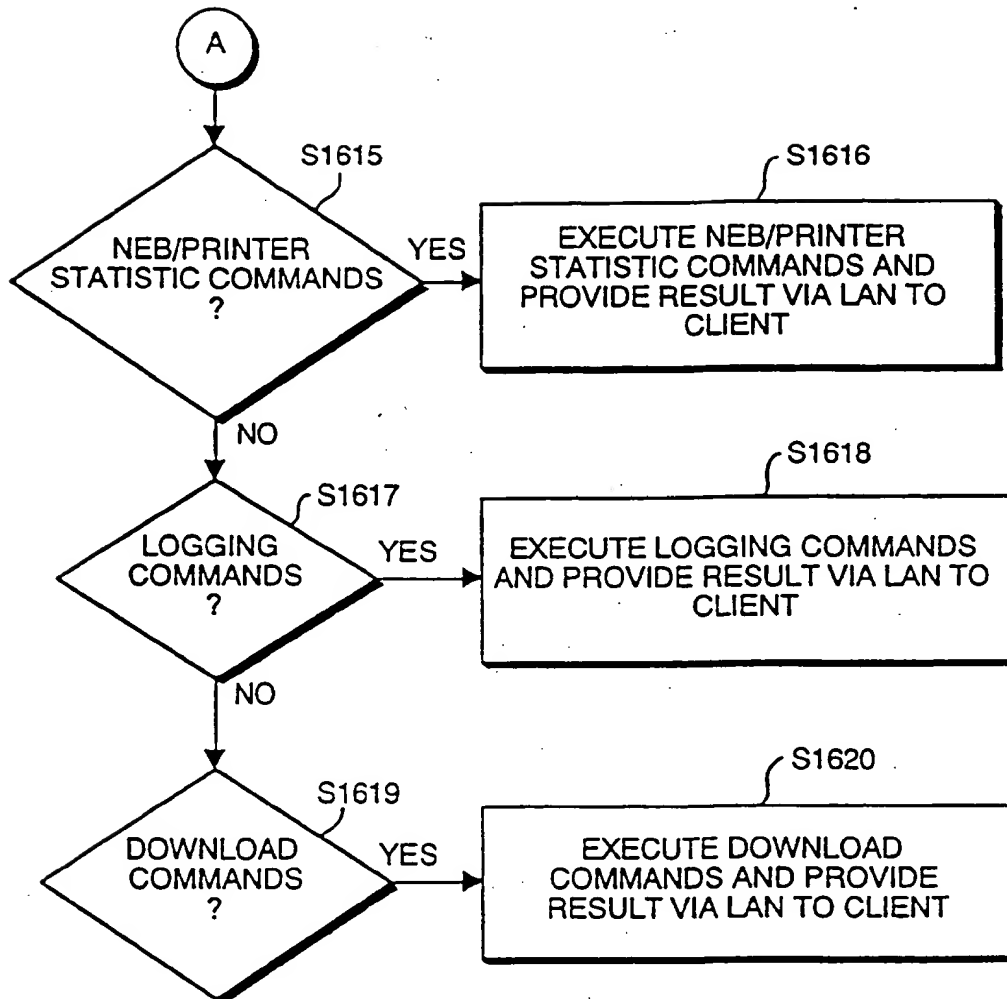 A
S1615
NEB/PRINTER
STATISTIC COMMANDS
?
YES
S1616
EXECUTE NEB/PRINTER
STATISTIC COMMANDS AND
PROVIDE RESULT VIA LAN TO
CLIENT
NO
S1617
LOGGING
COMMANDS
?
YES
S1618
EXECUTE LOGGING COMMANDS
AND PROVIDE RESULT VIA LAN TO
CLIENT
NO
S1619
DOWNLOAD
COMMANDS
?
YES
S1620
EXECUTE DOWNLOAD
COMMANDS AND PROVIDE
RESULT VIA LAN TO CLIENT